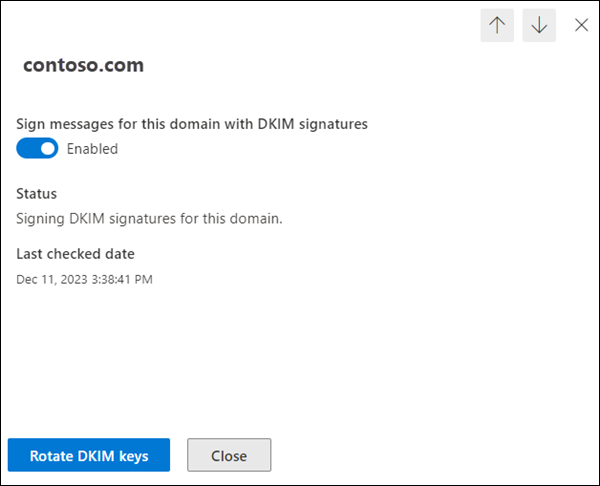 contoso.com
Sign messages for this domain with DKIM signatures
Enabled
Status
Signing DKIM signatures for this domain.
Last checked date
Dec 11, 2023 3:38:41 PM
Rotate DKIM keys
Close